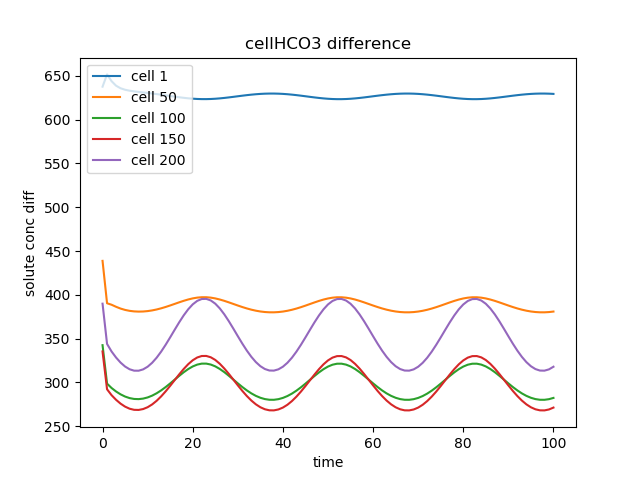 cellHCO3 difference
cell 1
cell 50
cell 100
cell 150
cell 200
solute conc diff
650
600
550
500
450
400
350
300
250
0 20 40 60 80 100
time